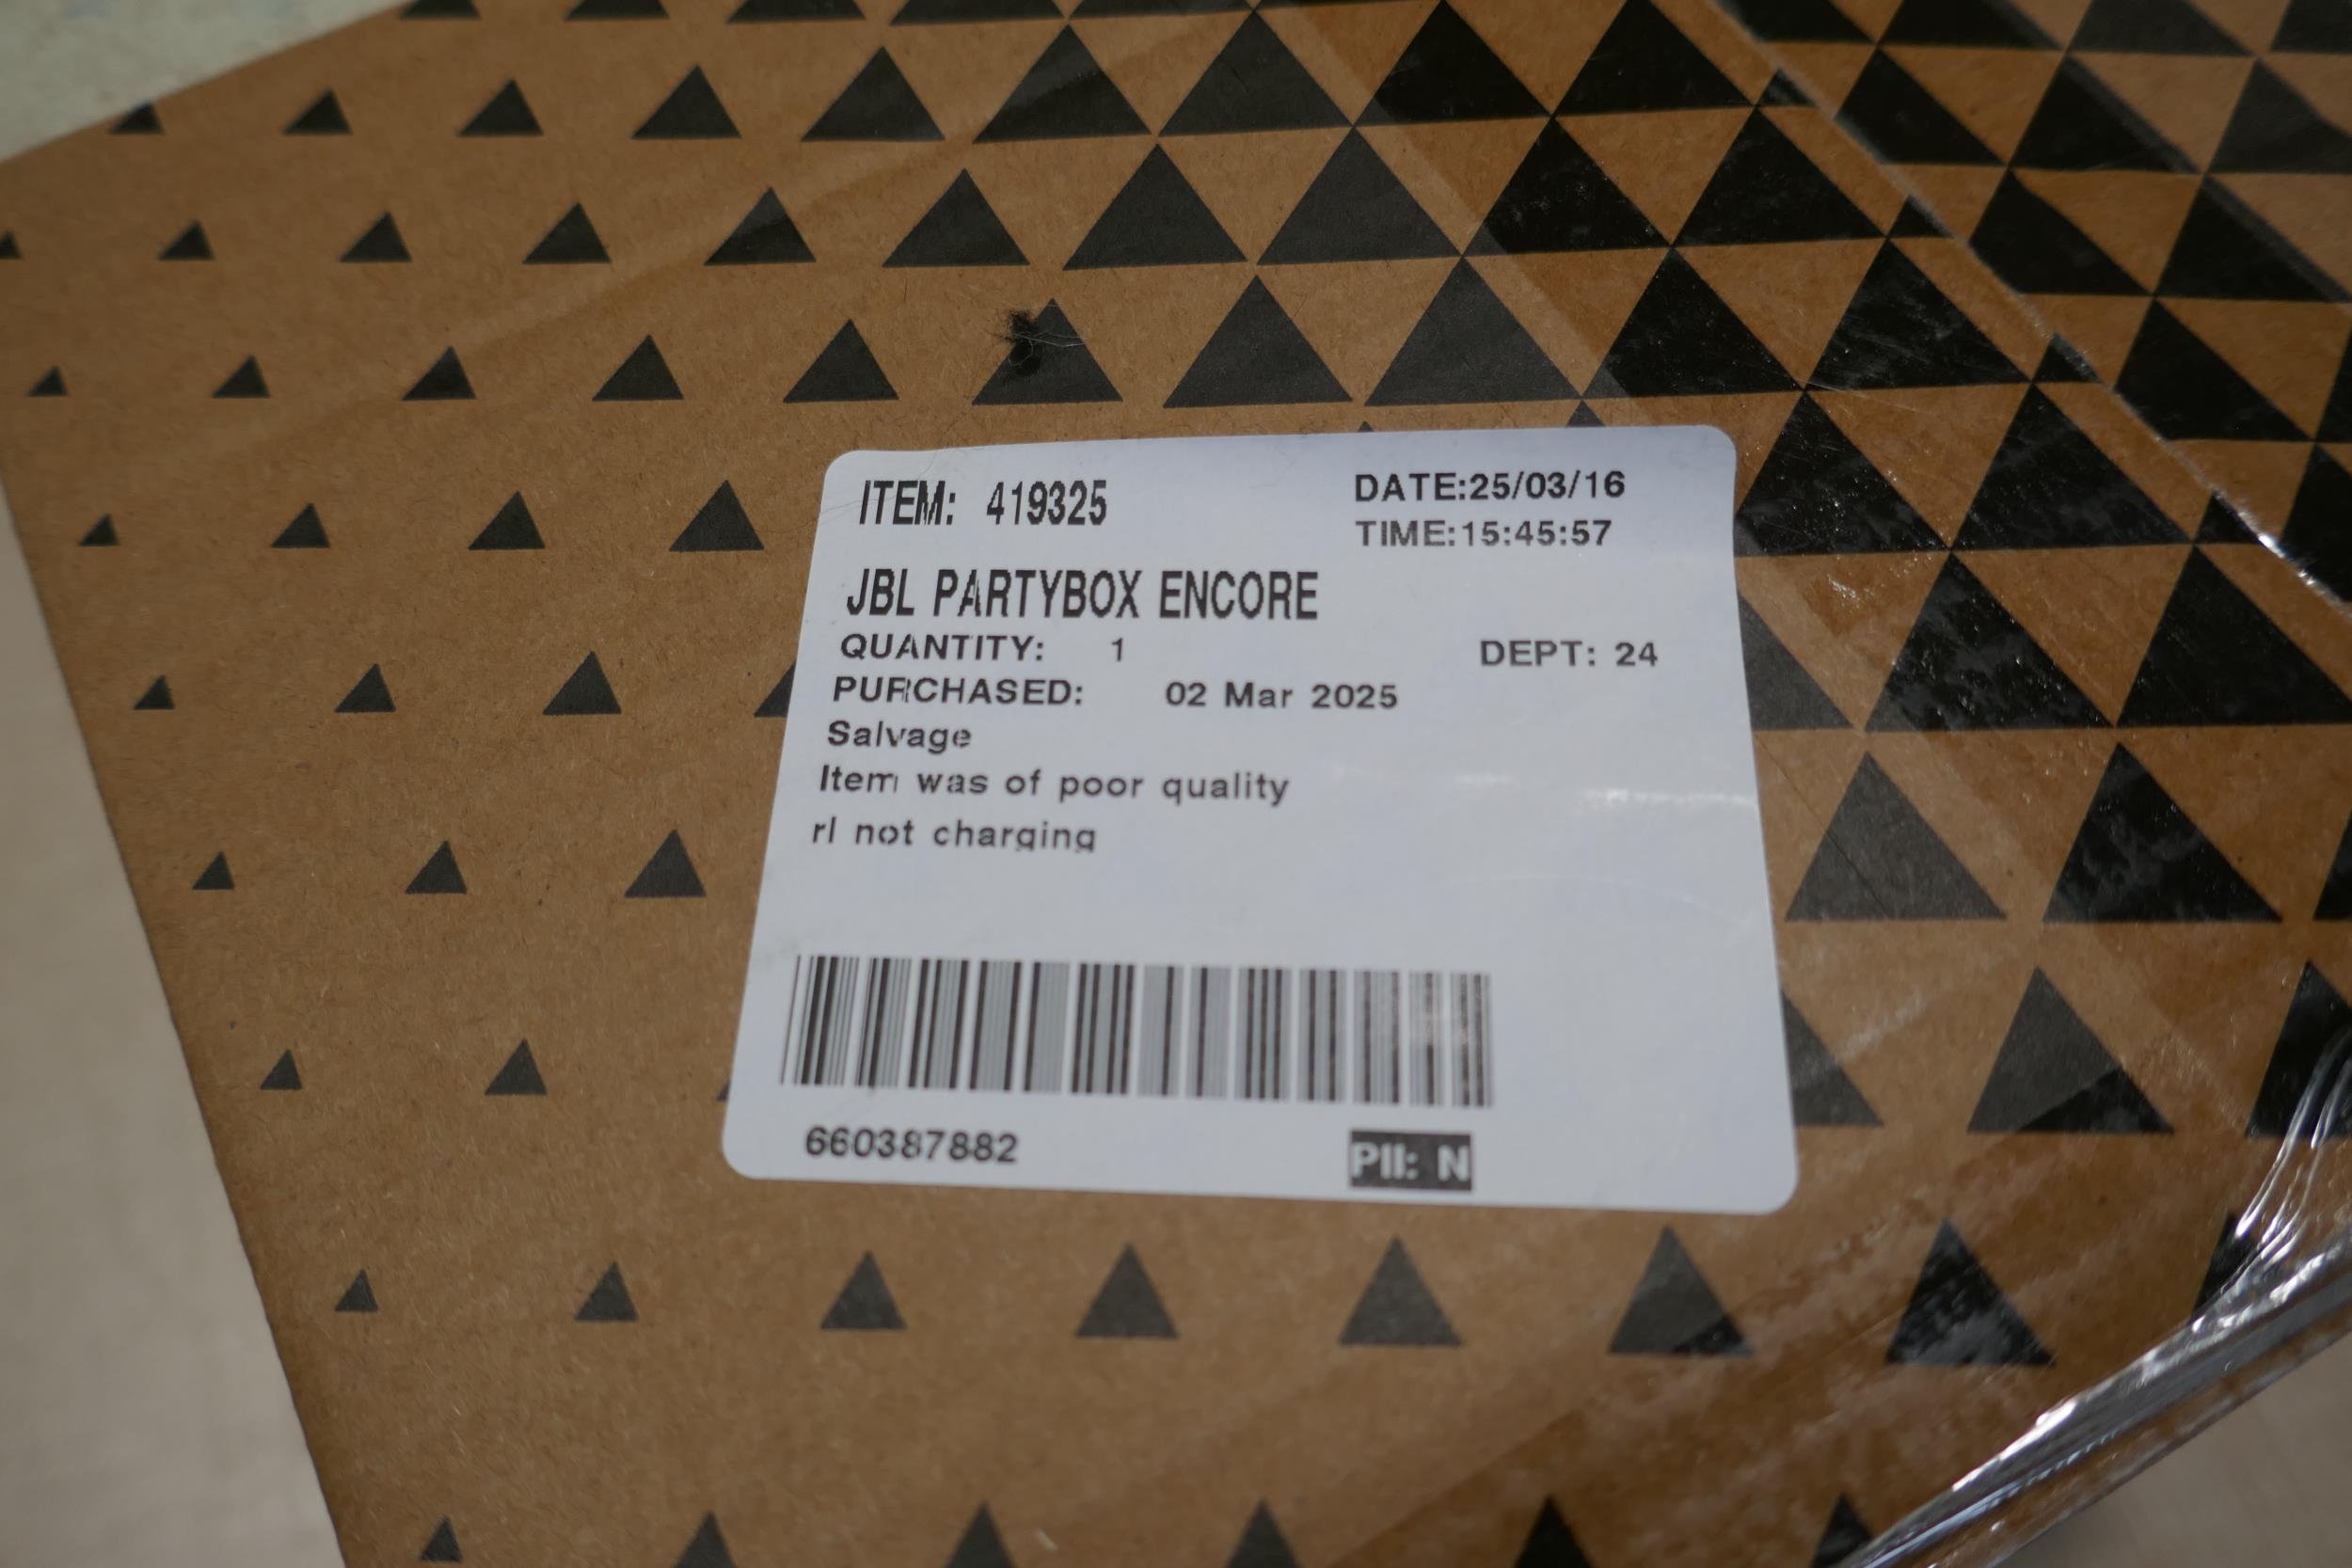 ITEM: 419325
DATE:25/03/16
TIME:15:45:57
JBL PARTYBOX ENCORE
QUANTITY: 1
DEPT: 24
PURCHASED: 02 Mar 2025
Salvage
Item was of poor quality
rl not charging
660387882
PII: N